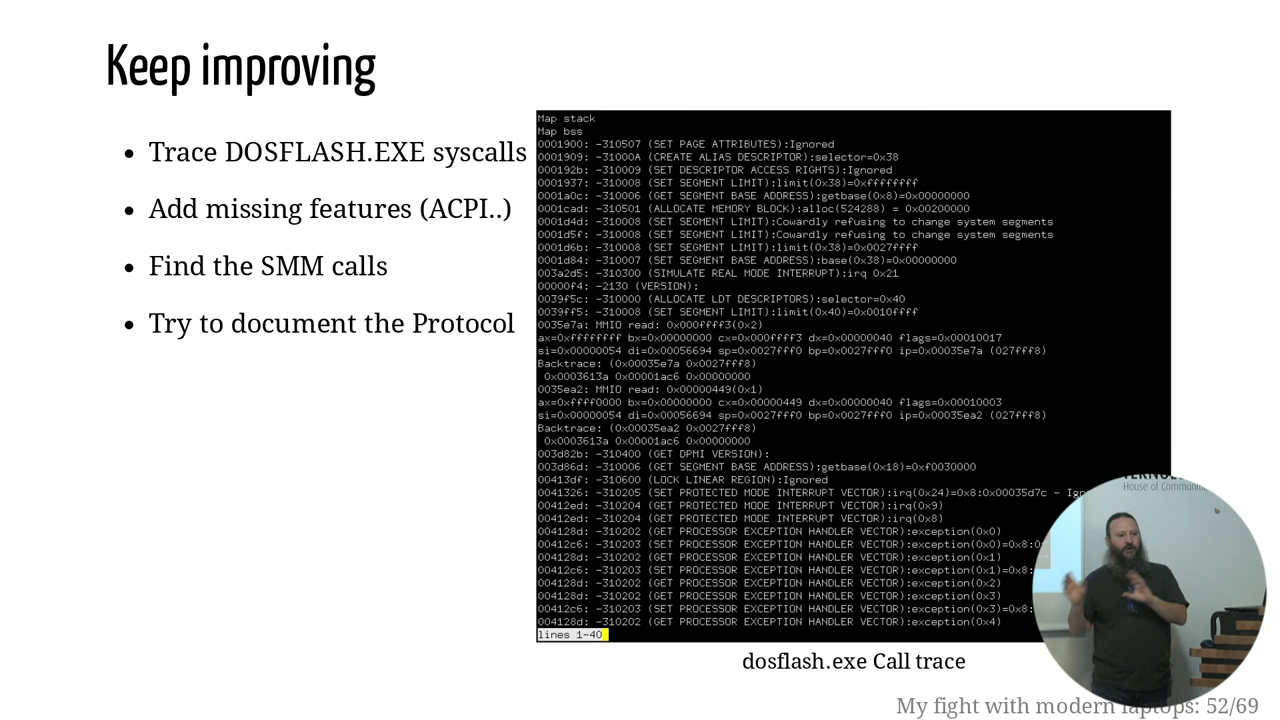 Keep improving
• Trace DOSFLASH.EXE syscalls
• Add missing features (ACPI..)
• Find the SMM calls
• Try to document the Protocol
Map stack
Map bss
0001900: -310507 (SET PAGE ATTRIBUTES):Ignored
0001909: -31000A (CREATE ALIAS DESCRIPTOR):selector=0x38
000192b: -310009 (SET DESCRIPTOR ACCESS RIGHTS):Ignored
0001937: -310008 (SET SEGMENT LIMIT):limit(0x38)=0xffffffff
0001a0c: -310006 (GET SEGMENT BASE ADDRESS):getbase(0x8)=0x00000000
0001cad: -310501 (ALLOCATE MEMORY BLOCK):alloc(524288) = 0x00200000
0001d4d: -310008 (SET SEGMENT LIMIT):Cowardly refusing to change system segments
0001d5f: -310008 (SET SEGMENT LIMIT):Cowardly refusing to change system segments
0001d6b: -310008 (SET SEGMENT LIMIT):limit(0x38)=0x0027ffff
0001d84: -310007 (SET SEGMENT BASE ADDRESS):base(0x38)=0x00000000
003a2d5: -310300 (SIMULATE REAL MODE INTERRUPT):irq 0x21
00000f4: -2130 (VERSION):
0039f5c: -310000 (ALLOCATE LDT DESCRIPTORS):selector=0x40
0039ff5: -310008 (SET SEGMENT LIMIT):limit(0x40)=0x0010ffff
0035e7a: MMIO read: 0x000ffff3(0x2)
ax=0xffffffff bx=0x00000000 cx=0x000ffff3 dx=0x00000040 flags=0x00010017
si=0x00000054 di=0x00056694 sp=0x0027fff0 bp=0x0027fff0 ip=0x00035e7a (027fff8)
Backtrace: (0x00035e7a 0x0027fff8)
0x0003613a 0x00001ac6 0x00000000
0035ea2: MMIO read: 0x00000449(0x1)
ax=0xffff0000 bx=0x00000000 cx=0x00000449 dx=0x00000040 flags=0x00010003
si=0x00000054 di=0x00056694 sp=0x0027fff0 bp=0x0027fff0 ip=0x00035ea2 (027fff8)
Backtrace: (0x00035ea2 0x0027fff8)
0x0003613a 0x00001ac6 0x00000000
003d82b: -310400 (GET DPMI VERSION):
003d86d: -310006 (GET SEGMENT BASE ADDRESS):getbase(0x18)=0xf0030000
00413df: -310600 (LOCK LINEAR REGION):Ignored
0041326: -310205 (SET PROTECTED MODE INTERRUPT VECTOR):irq(0x24)=0x8:0x00035d7c - Ign
00412ed: -310204 (GET PROTECTED MODE INTERRUPT VECTOR):irq(0x9)
00412ed: -310204 (GET PROTECTED MODE INTERRUPT VECTOR):irq(0x8)
004128d: -310202 (GET PROCESSOR EXCEPTION HANDLER VECTOR):exception(0x0)
00412c6: -310203 (SET PROCESSOR EXCEPTION HANDLER VECTOR):exception(0x0)=0x8:0
004128d: -310202 (GET PROCESSOR EXCEPTION HANDLER VECTOR):exception(0x1)
00412c6: -310203 (SET PROCESSOR EXCEPTION HANDLER VECTOR):exception(0x1)=0x8:
004128d: -310202 (GET PROCESSOR EXCEPTION HANDLER VECTOR):exception(0x2)
004128d: -310202 (GET PROCESSOR EXCEPTION HANDLER VECTOR):exception(0x3)
00412c6: -310203 (SET PROCESSOR EXCEPTION HANDLER VECTOR):exception(0x3)=0x8:
004128d: -310202 (GET PROCESSOR EXCEPTION HANDLER VECTOR):exception(0x4)
lines 1-40
House of Communi
dosflash.exe Call trace
My fight with modern laptops: 52/69